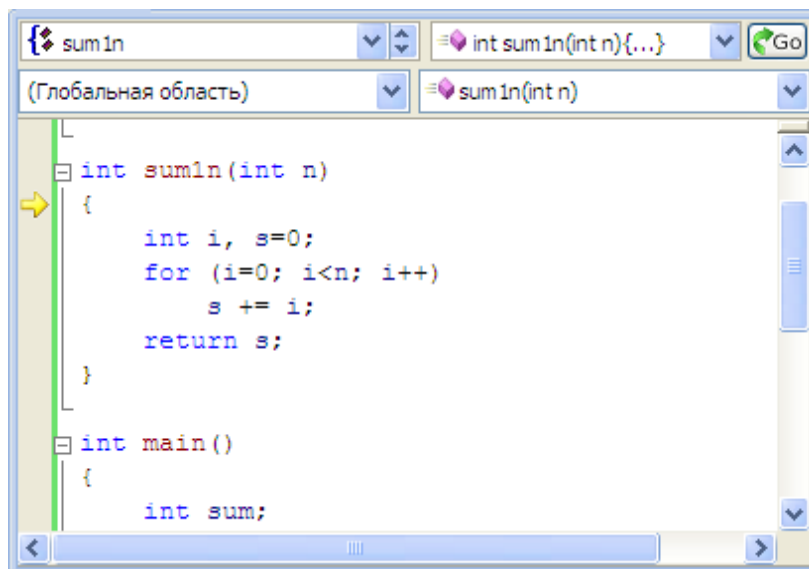 sum1n int sum1n(int n){...} Go
(Глобальная область) sum1n(int n)
int sum1n(int n)
{
int i, s=0;
for (i=0; i<n; i++)
s += i;
return s;
}
int main()
{
int sum;